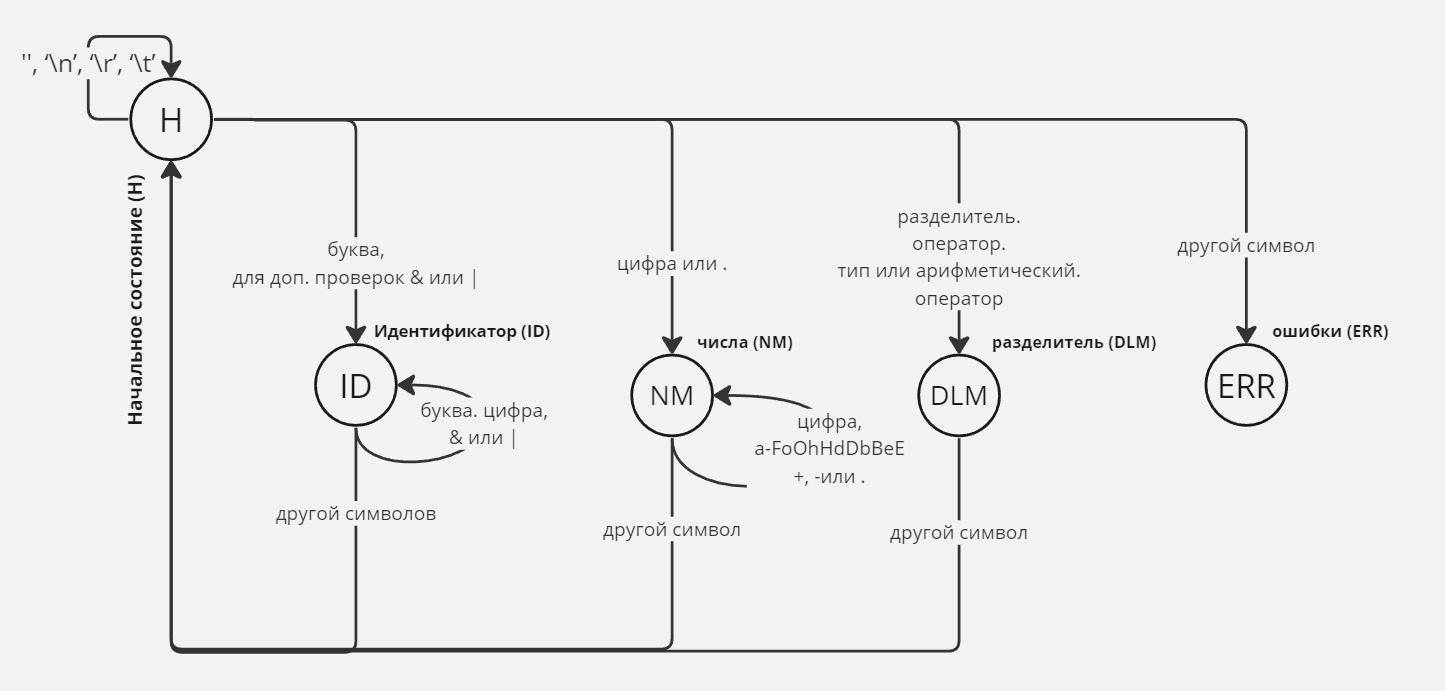 '', ‘\n’, ‘\r’, ‘\t’
H
Начальное состояние (H)
буква,
для доп. проверок & или |
цифра или .
разделитель.
оператор.
тип или арифметический.
оператор
другой символ
Идентификатор (ID)
числа (NM)
разделитель (DLM)
ошибки (ERR)
ID
NM
DLM
ERR
буква. цифра,
& или |
цифра,
a-FoOhHdDbBeE
+, -или .
другой символов
другой символ
другой символ